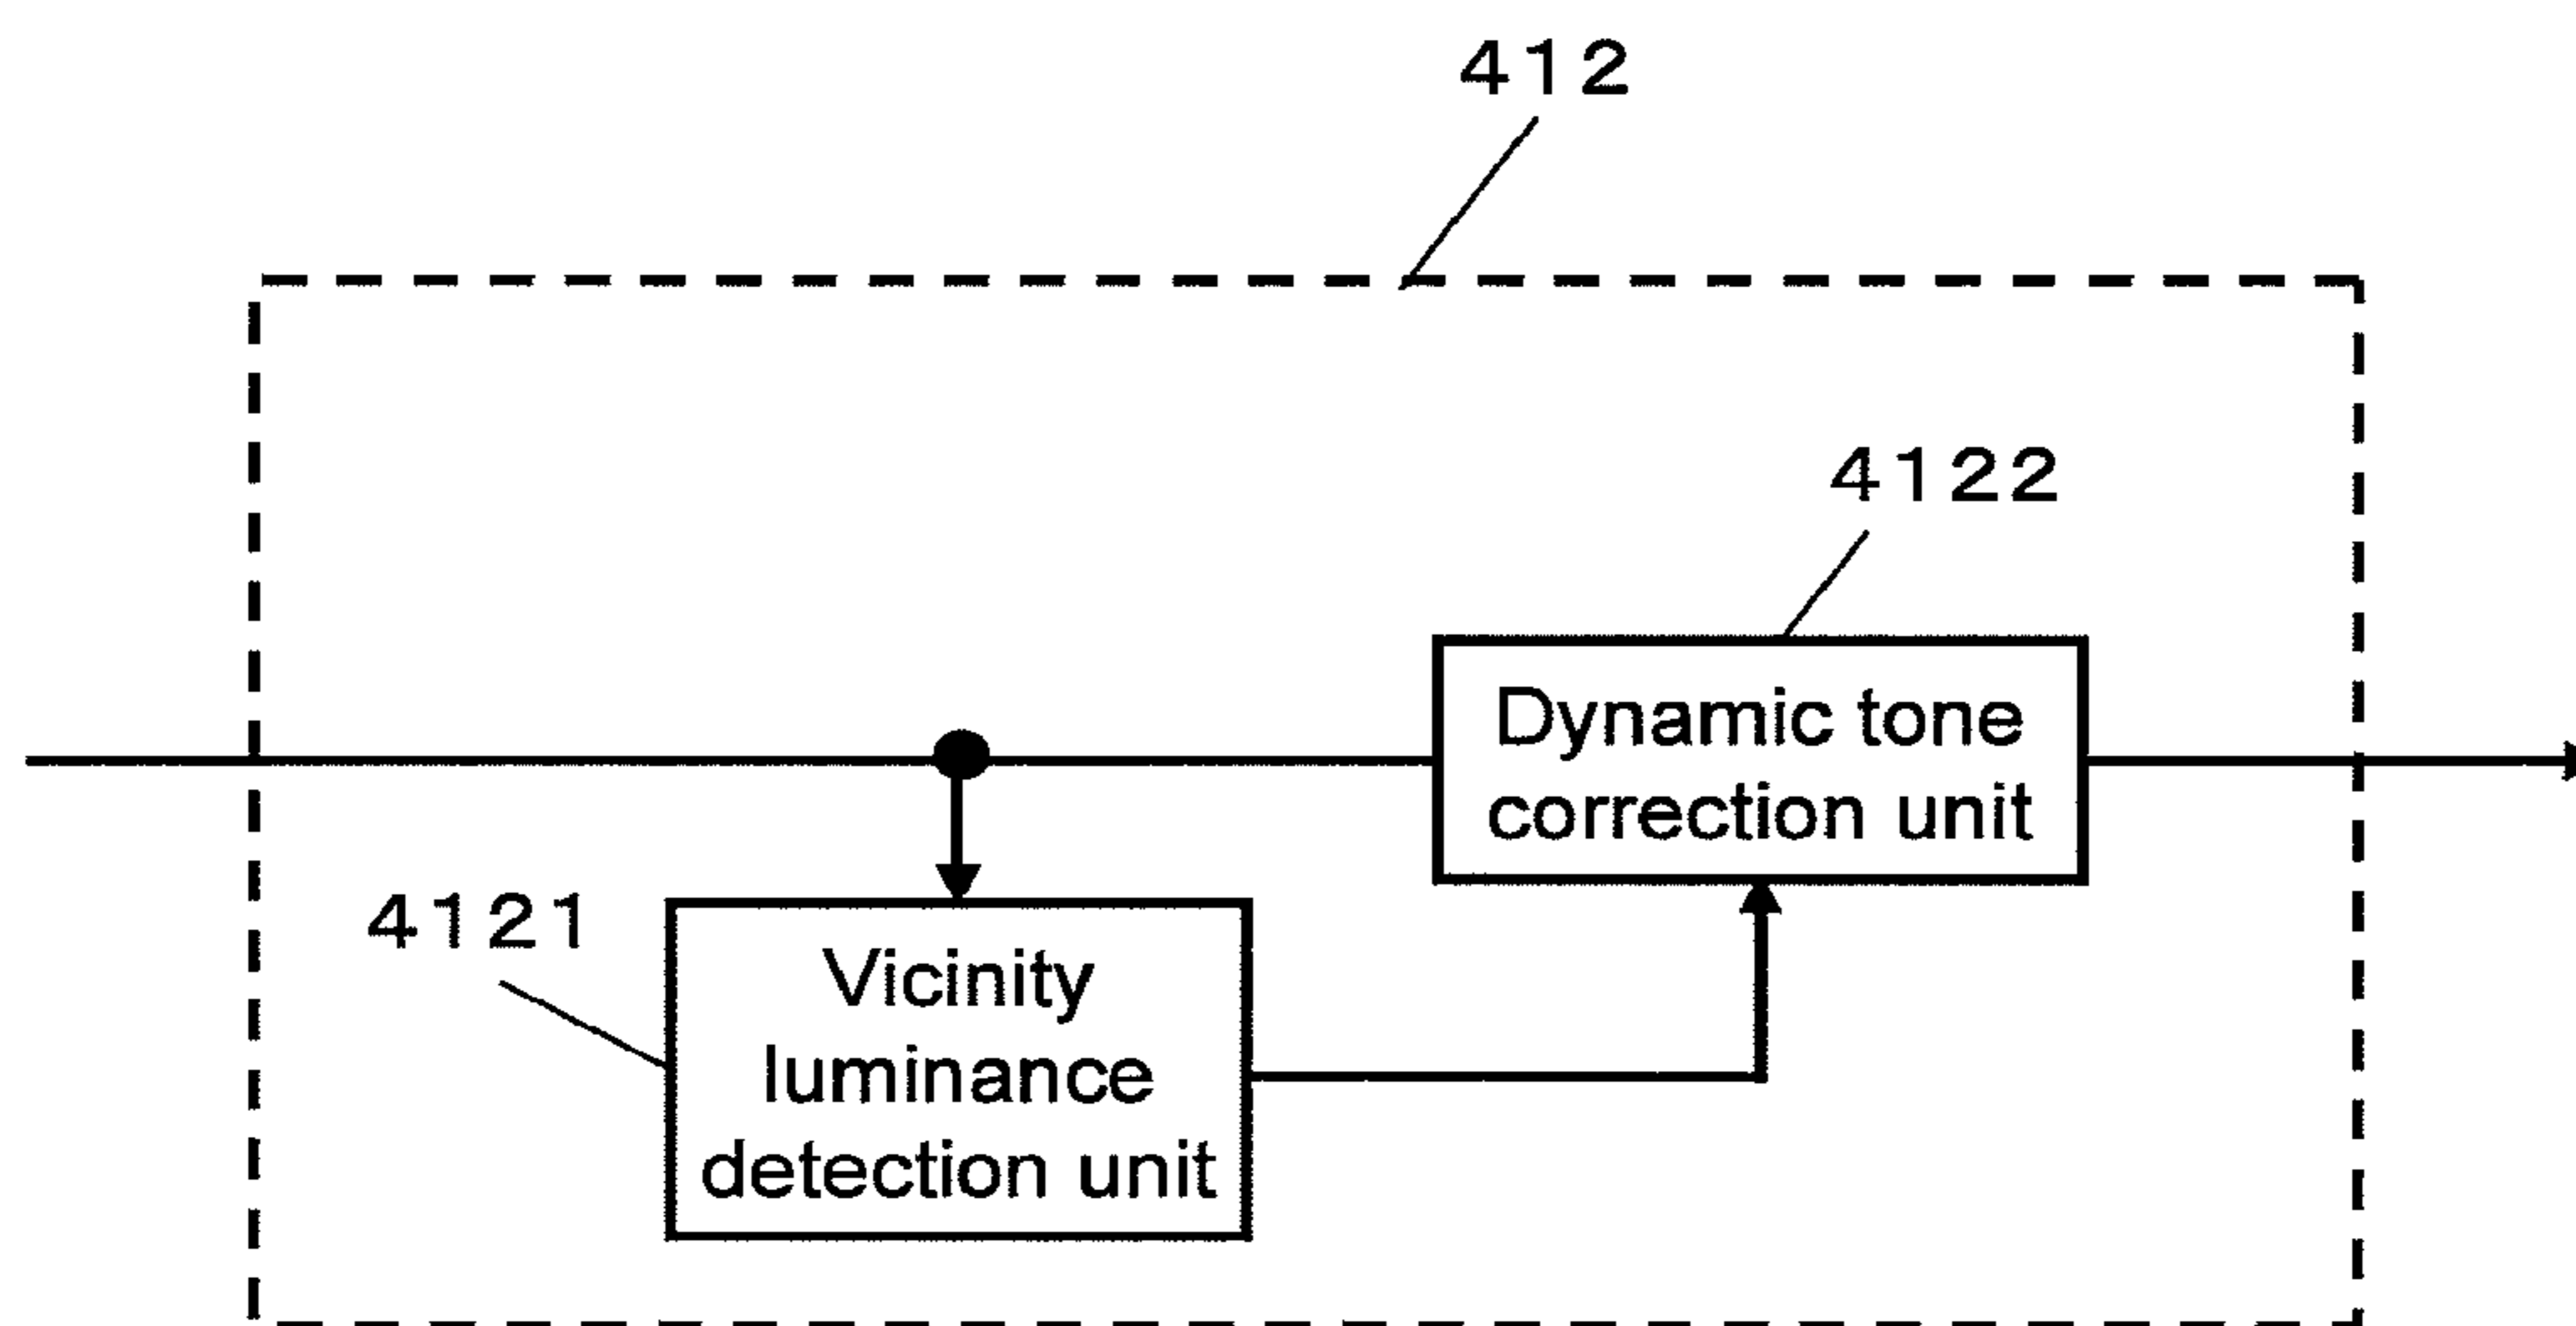 412
4122
Dynamic tone
correction unit
4121
Vicinity
luminance
detection unit